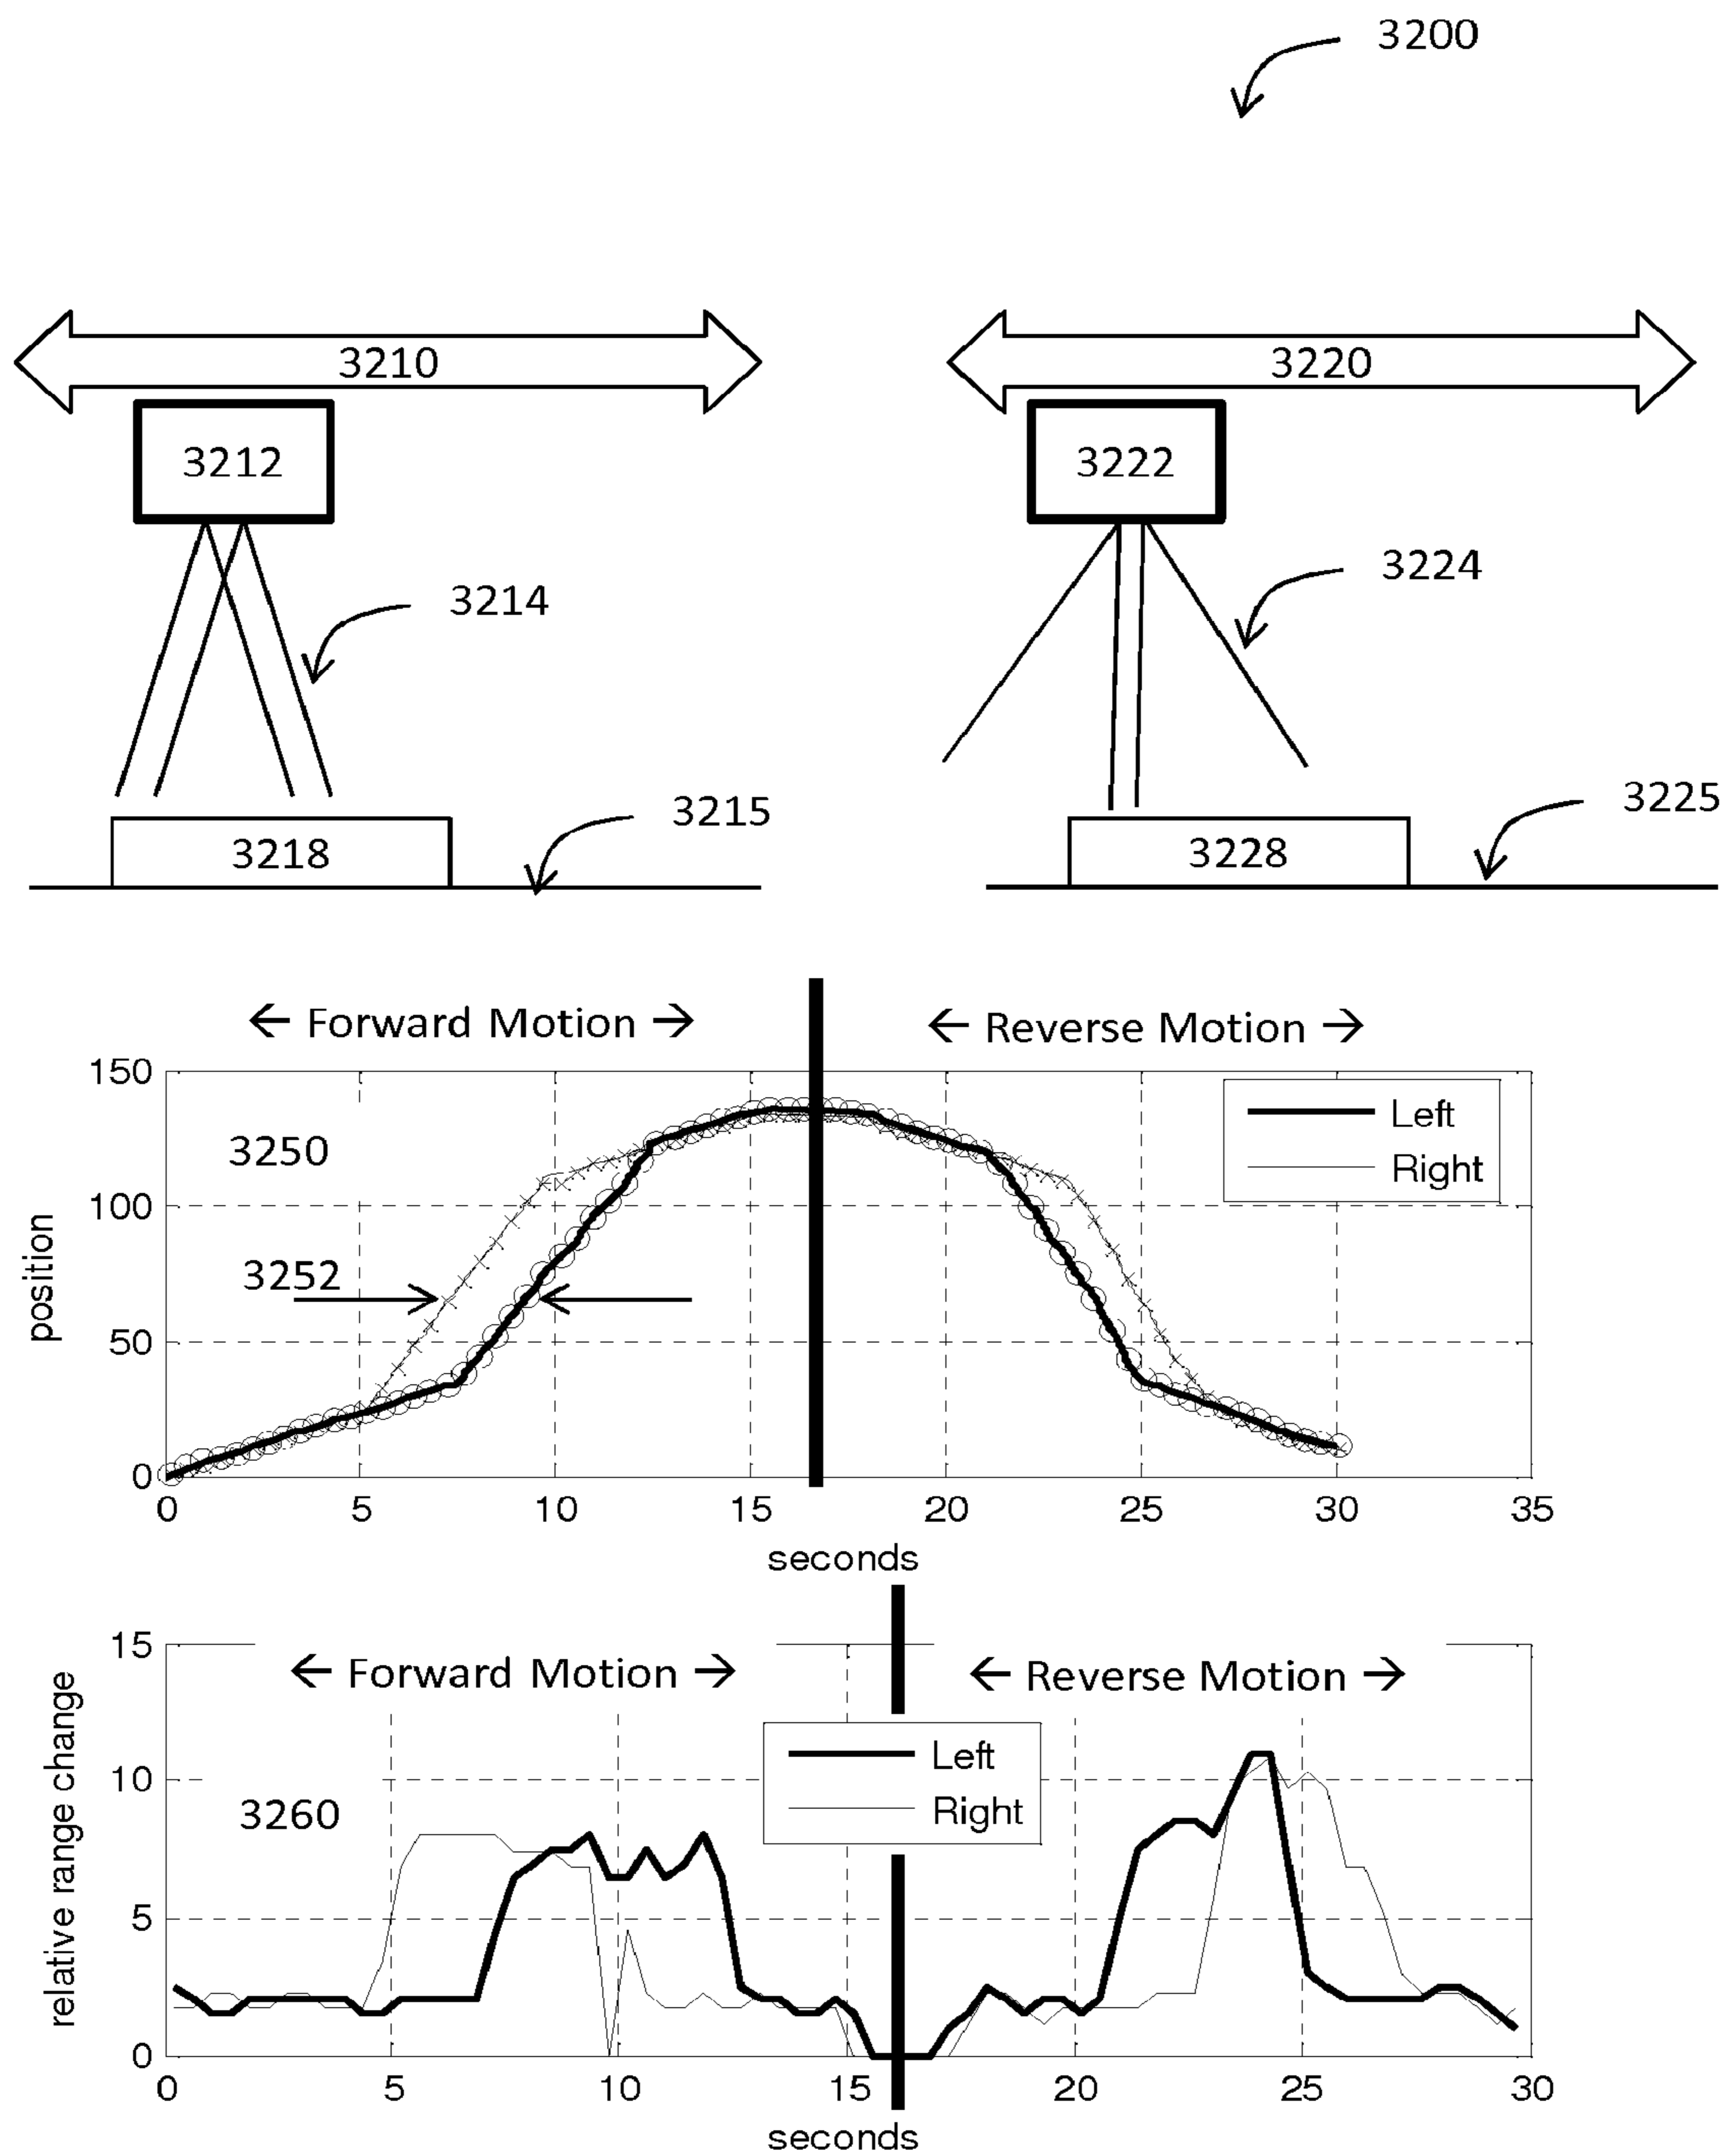 3200
3210 3220
3212 3222
3214 3224
3215 3225
3218 3228
← Forward Motion → ← Reverse Motion →
150
Left
3250
Right
100
position
3252
50
0
0 5 10 15 20 25 30 35
seconds
15
← Forward Motion → ← Reverse Motion →
relative range change
Left
10
3260
Right
5
0
0 5 10 15 20 25 30
seconds